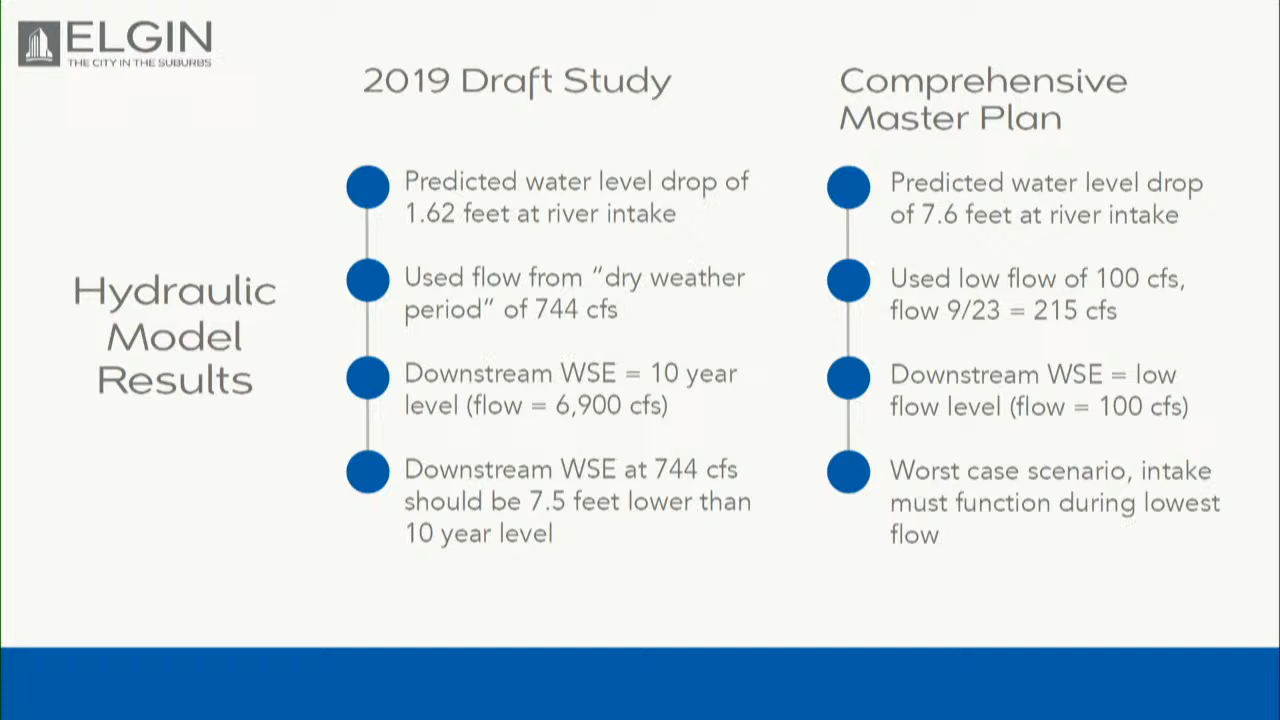 ELGIN
THE CITY IN THE SUBURBS
Hydraulic
Model
Results
2019 Draft Study
Predicted water level drop of
1.62 feet at river intake
Used flow from "dry weather
period" of 744 cfs
Downstream WSE = 10 year
level (flow = 6,900 cfs)
Downstream WSE at 744 cfs
should be 7.5 feet lower than
10 year level
Comprehensive
Master Plan
Predicted water level drop
of 7.6 feet at river intake
Used low flow of 100 cfs,
flow 9/23 = 215 cfs
Downstream WSE = low
flow level (flow = 100 cfs)
Worst case scenario, intake
must function during lowest
flow